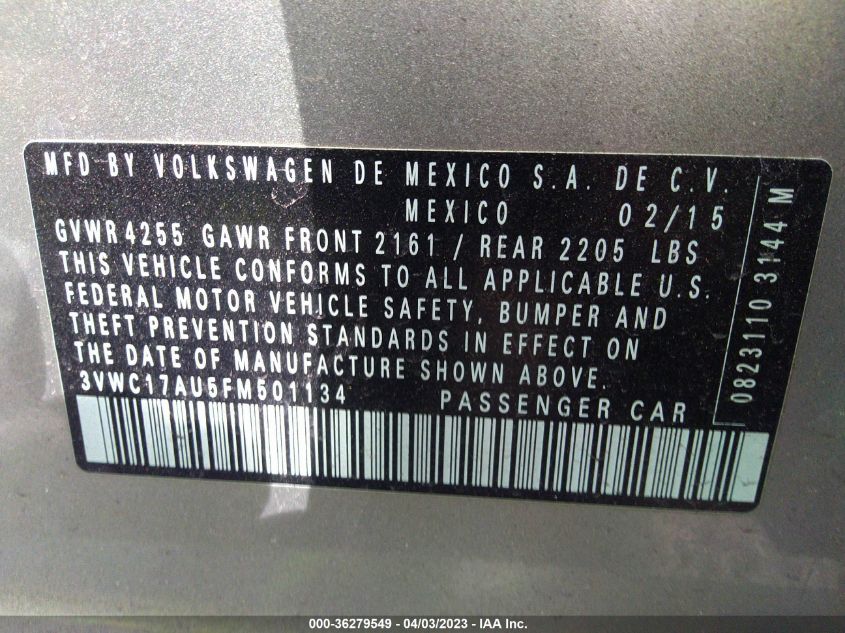 MFD BY VOLKSWAGEN DE MEXICO S.A. DE C.V.
MEXICO 02/15
GVWR 4255 GAWR FRONT 2161 / REAR 2205 LBS
THIS VEHICLE CONFORMS TO ALL APPLICABLE U.S.
FEDERAL MOTOR VEHICLE SAFETY, BUMPER AND
THEFT PREVENTION STANDARDS IN EFFECT ON
THE DATE OF MANUFACTURE SHOWN ABOVE.
3VWC17AU5FM501134 PASSENGER CAR
0823110 3144 M
000-36279549 - 04/03/2023 - IAA Inc.